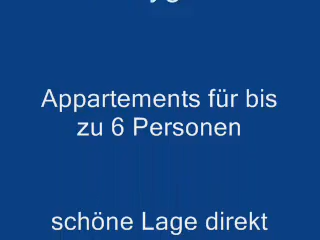 Appartements für bis
zu 6 Personen
schöne Lage direkt